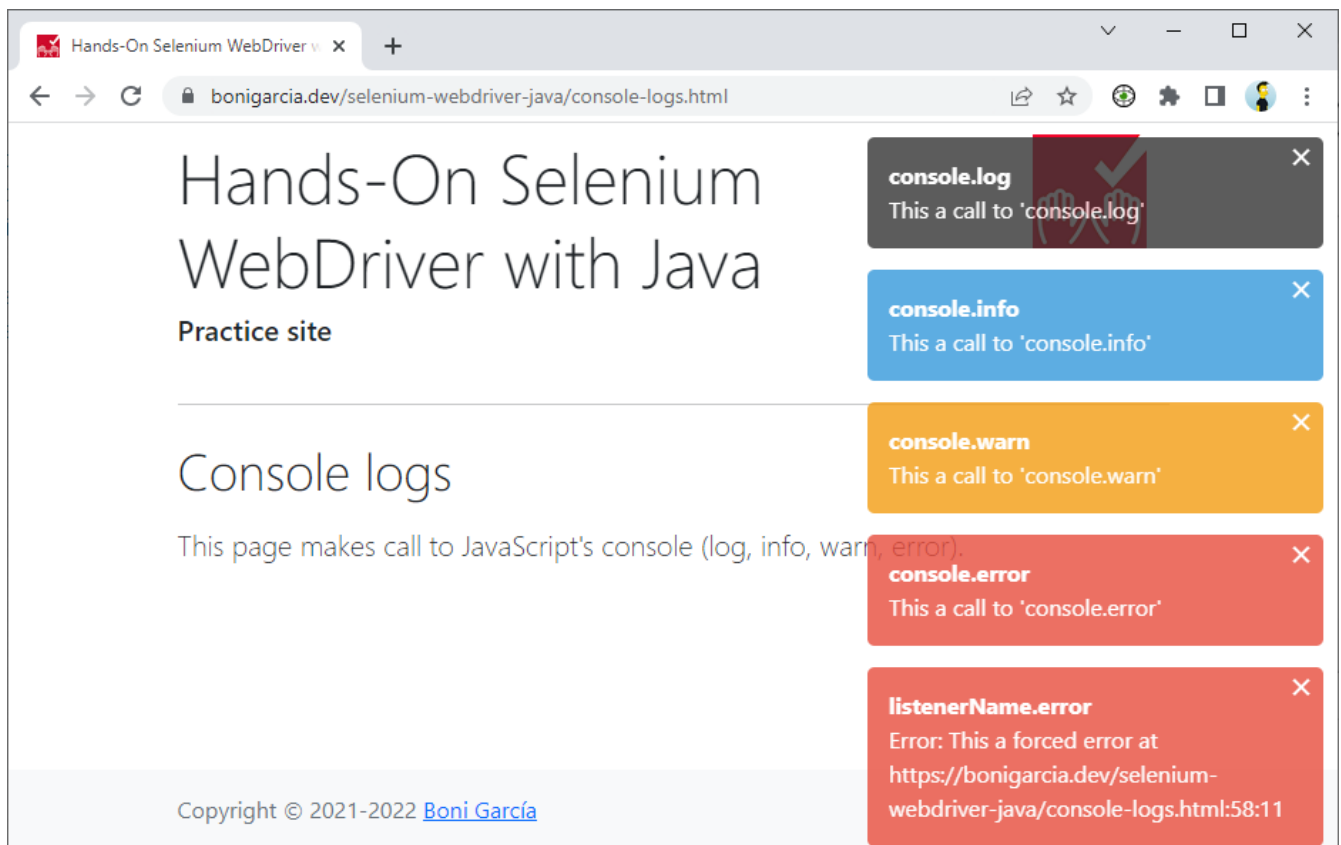 Hands-On Selenium WebDriver w
bonigarcia.dev/selenium-webdriver-java/console-logs.html
Hands-On Selenium
WebDriver with Java
Practice site
Console logs
This page makes call to JavaScript's console (log, info, warn, error).
Copyright © 2021-2022 Boni García
console.log
This a call to 'console.log'
console.info
This a call to 'console.info'
console.warn
This a call to 'console.warn'
console.error
This a call to 'console.error'
listenerName.error
Error: This a forced error at
https://bonigarcia.dev/selenium-
webdriver-java/console-logs.html:58:11